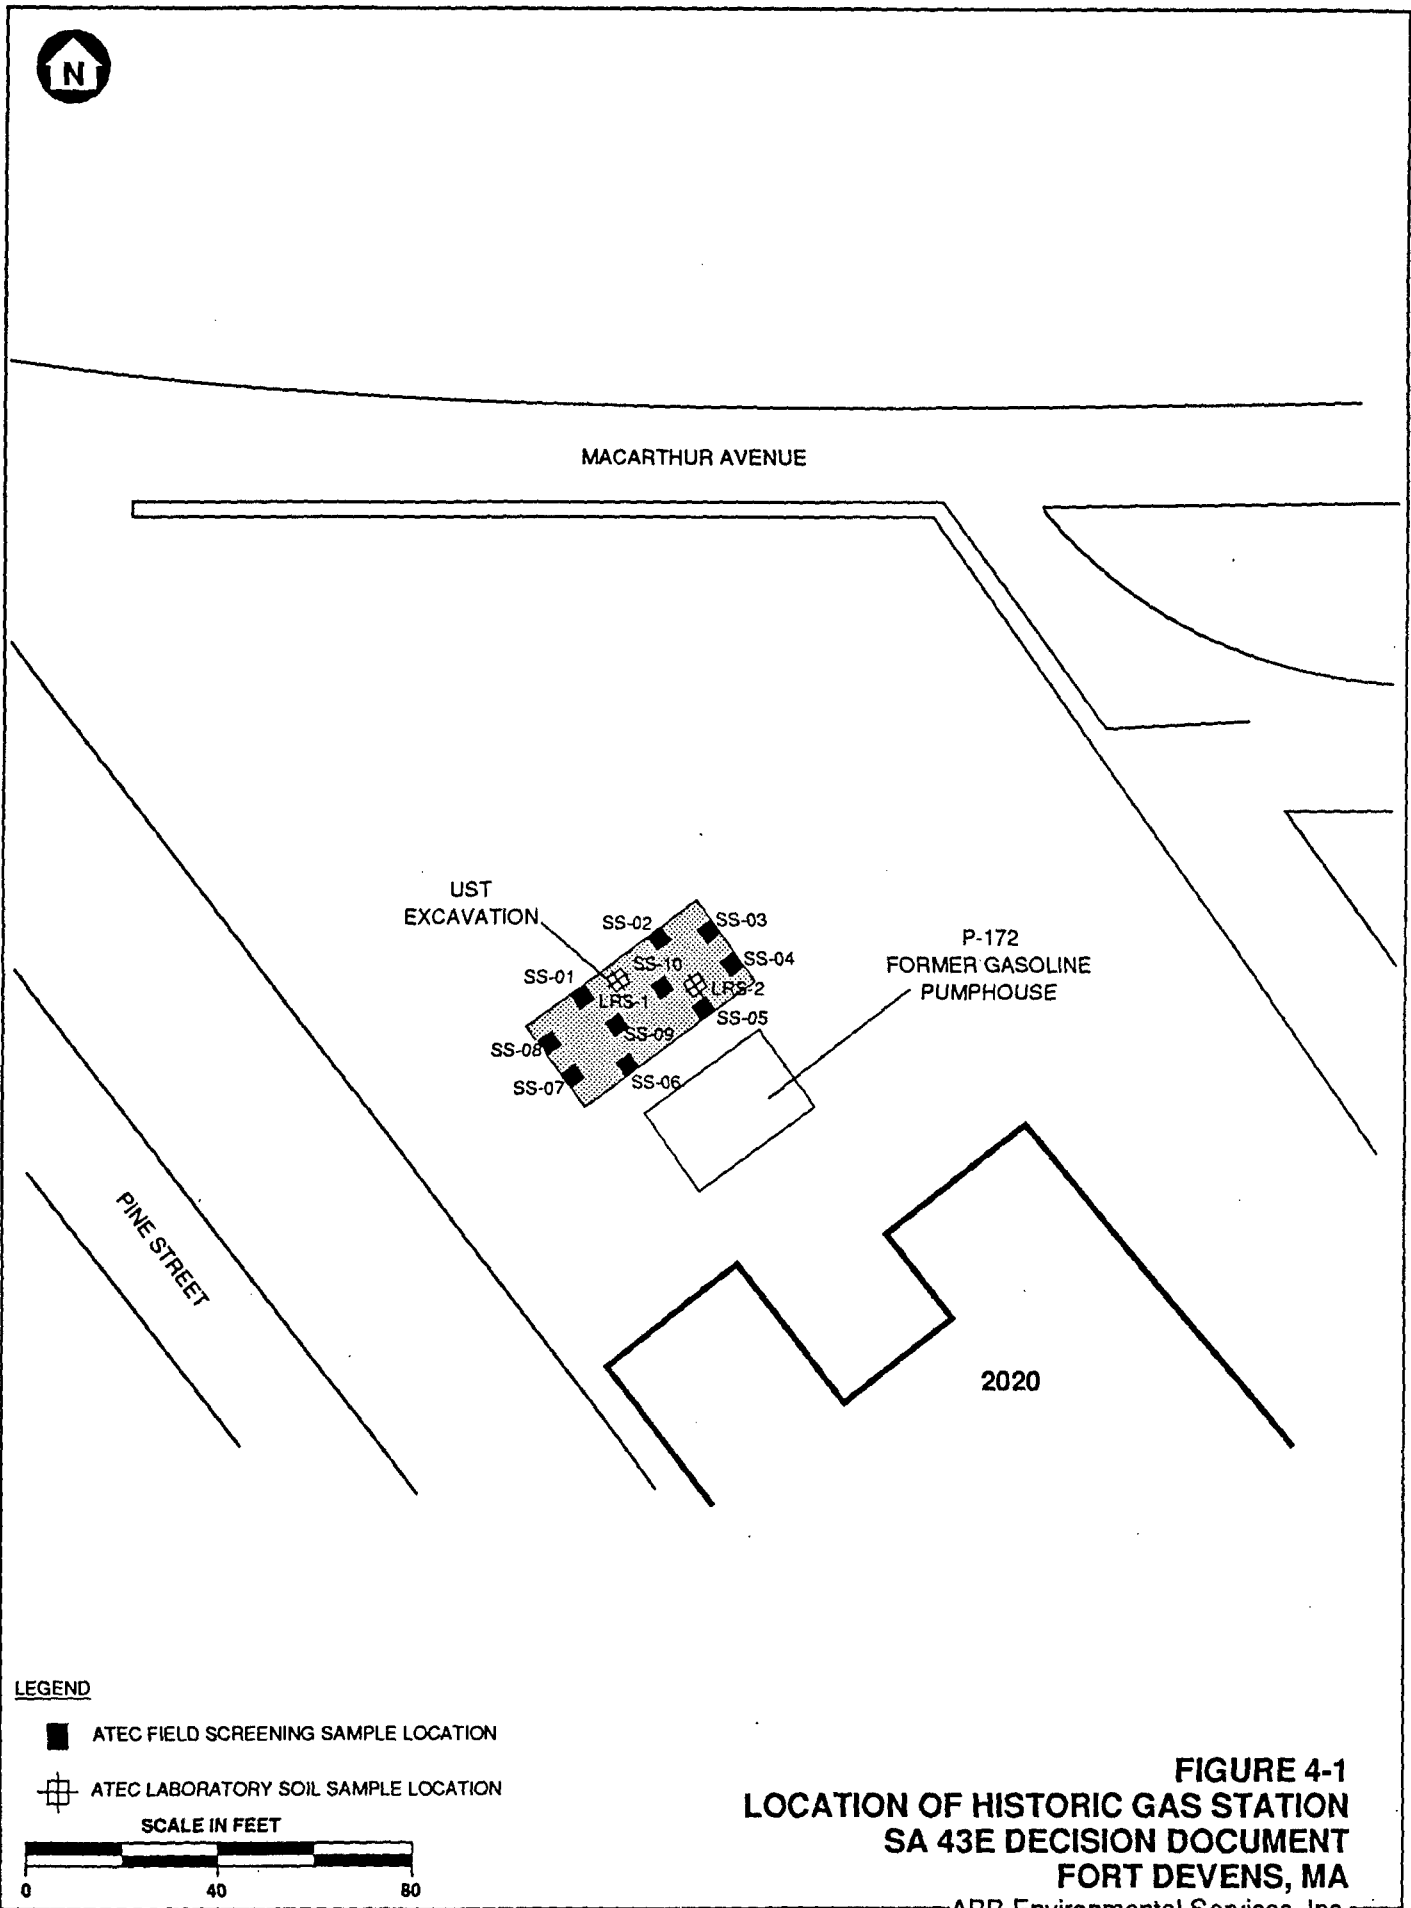 N
MACARTHUR AVENUE
UST
EXCAVATION
SS-02
SS-03
SS-10
SS-04
SS-01
LRS-1
LRS-2
SS-05
SS-09
SS-08
SS-07
SS-06
P-172
FORMER GASOLINE
PUMPHOUSE
PINE STREET
2020
LEGEND
ATEC FIELD SCREENING SAMPLE LOCATION
ATEC LABORATORY SOIL SAMPLE LOCATION
SCALE IN FEET
0 40 80
FIGURE 4-1
LOCATION OF HISTORIC GAS STATION
SA 43E DECISION DOCUMENT
FORT DEVENS, MA
Environmental Services, Inc.